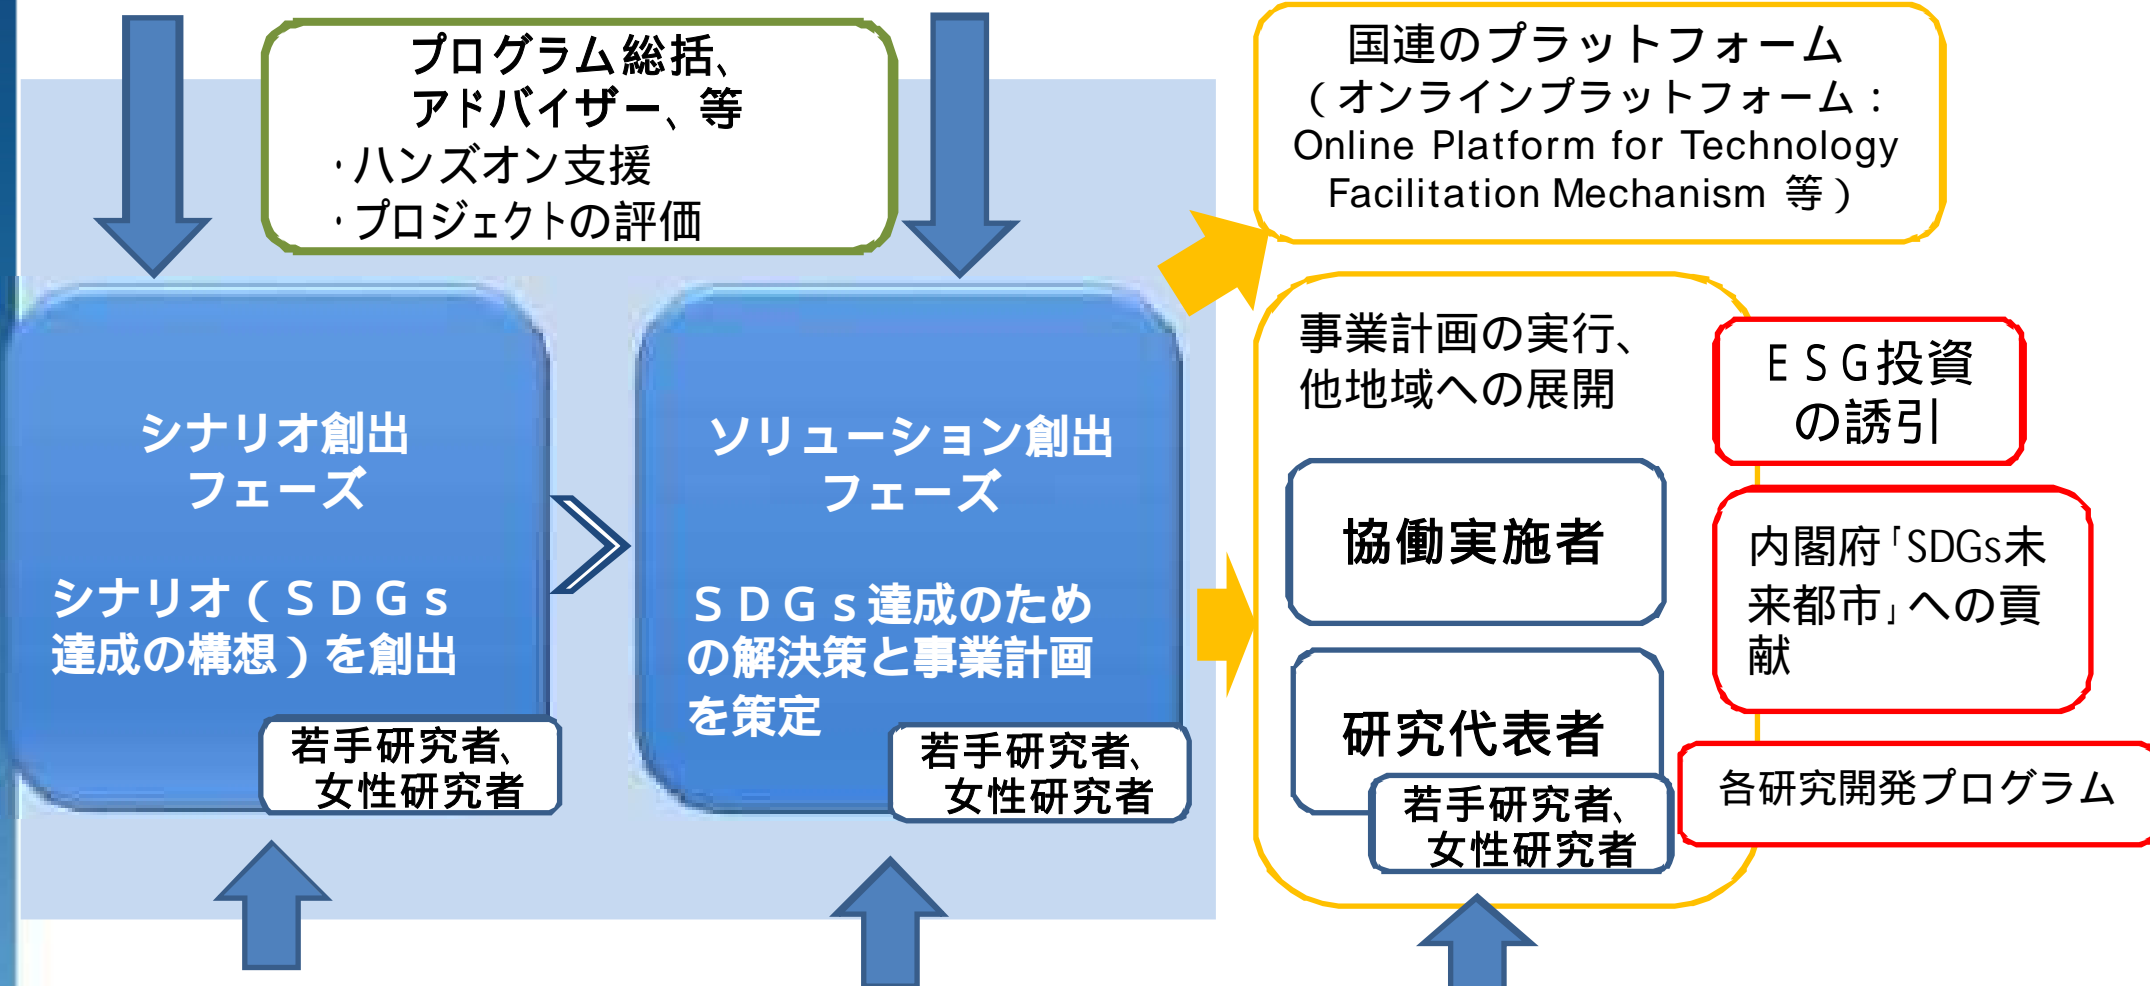 プログラム総括、
アドバイザー、等
・ハンズオン支援
・プロジェクトの評価
国連のプラットフォーム
（オンラインプラットフォーム：
Online Platform for Technology
Facilitation Mechanism 等）
シナリオ創出
フェーズ
シナリオ（ＳＤＧｓ
達成の構想）を創出
若手研究者、
女性研究者
ソリューション創出
フェーズ
ＳＤＧｓ達成のため
の解決策と事業計画
を策定
若手研究者、
女性研究者
事業計画の実行、
他地域への展開
協働実施者
研究代表者
若手研究者、
女性研究者
ＥＳＧ投資
の誘引
内閣府「SDGs未
来都市」への貢
献
各研究開発プログラム